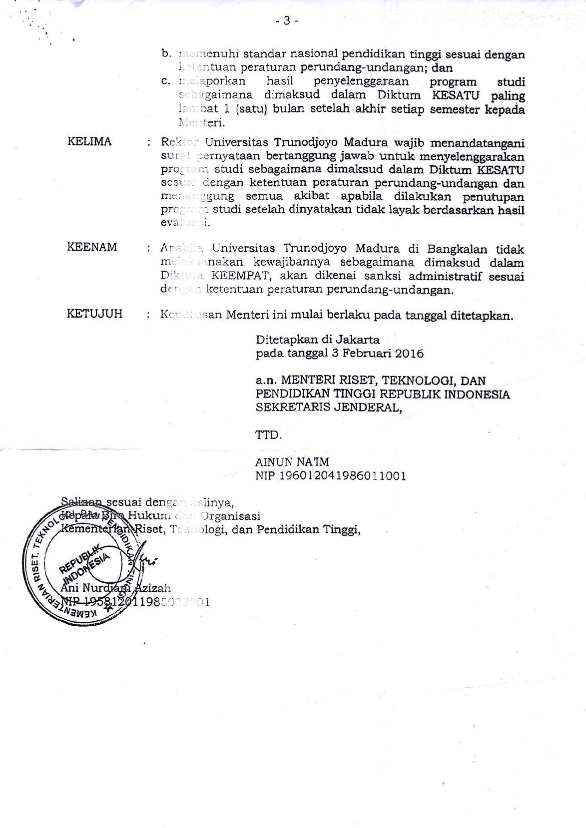 - 3 -
b. memenuhi standar nasional pendidikan tinggi sesuai dengan
ketentuan peraturan perundang-undangan; dan
c. melaporkan hasil penyelenggaraan program studi
sebagaimana dimaksud dalam Diktum KESATU paling
lambat 1 (satu) bulan setelah akhir setiap semester kepada
Menteri.
KELIMA : Rektor Universitas Trunodjoyo Madura wajib menandatangani
surat pernyataan bertanggung jawab untuk menyelenggarakan
program studi sebagaimana dimaksud dalam Diktum KESATU
sesuai dengan ketentuan peraturan perundang-undangan dan
menanggung semua akibat apabila dilakukan penutupan
program studi setelah dinyatakan tidak layak berdasarkan hasil
evaluasi.
KEENAM : Apabila Universitas Trunodjoyo Madura di Bangkalan tidak
melaksanakan kewajibannya sebagaimana dimaksud dalam
Diktum KEEMPAT, akan dikenai sanksi administratif sesuai
dengan ketentuan peraturan perundang-undangan.
KETUJUH : Keputusan Menteri ini mulai berlaku pada tanggal ditetapkan.
Ditetapkan di Jakarta
pada tanggal 3 Februari 2016
a.n. MENTERI RISET, TEKNOLOGI, DAN
PENDIDIKAN TINGGI REPUBLIK INDONESIA
SEKRETARIS JENDERAL,
TTD.
AINUN NA'IM
NIP 196012041986011001
Salinan sesuai dengan aslinya,
Kepala Biro Hukum dan Organisasi
Kementerian Riset, Teknologi, dan Pendidikan Tinggi,
KEMENTERIAN RISET, TEKNOLOGI
REPUBLIK
INDONESIA
Ani Nurdiani Azizah
NIP